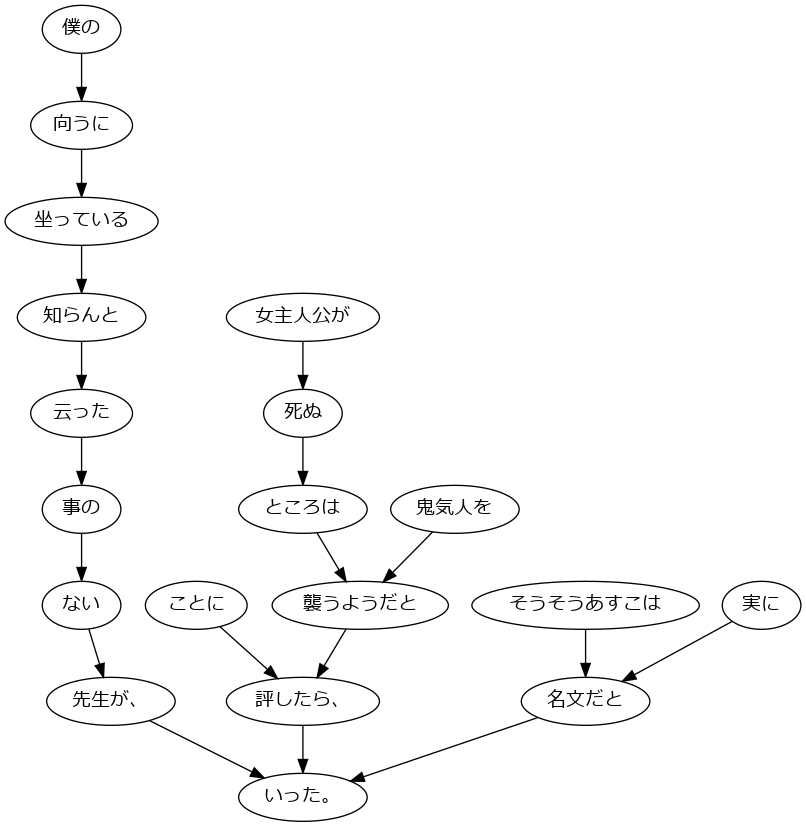 僕の
向うに
坐っている
知らんと
女主人公が
云った
死ぬ
事の
ところは
鬼気人を
ない
ことに
襲うようだと
そうそうあすこは
実に
先生が、
評したら、
名文だと
いった。